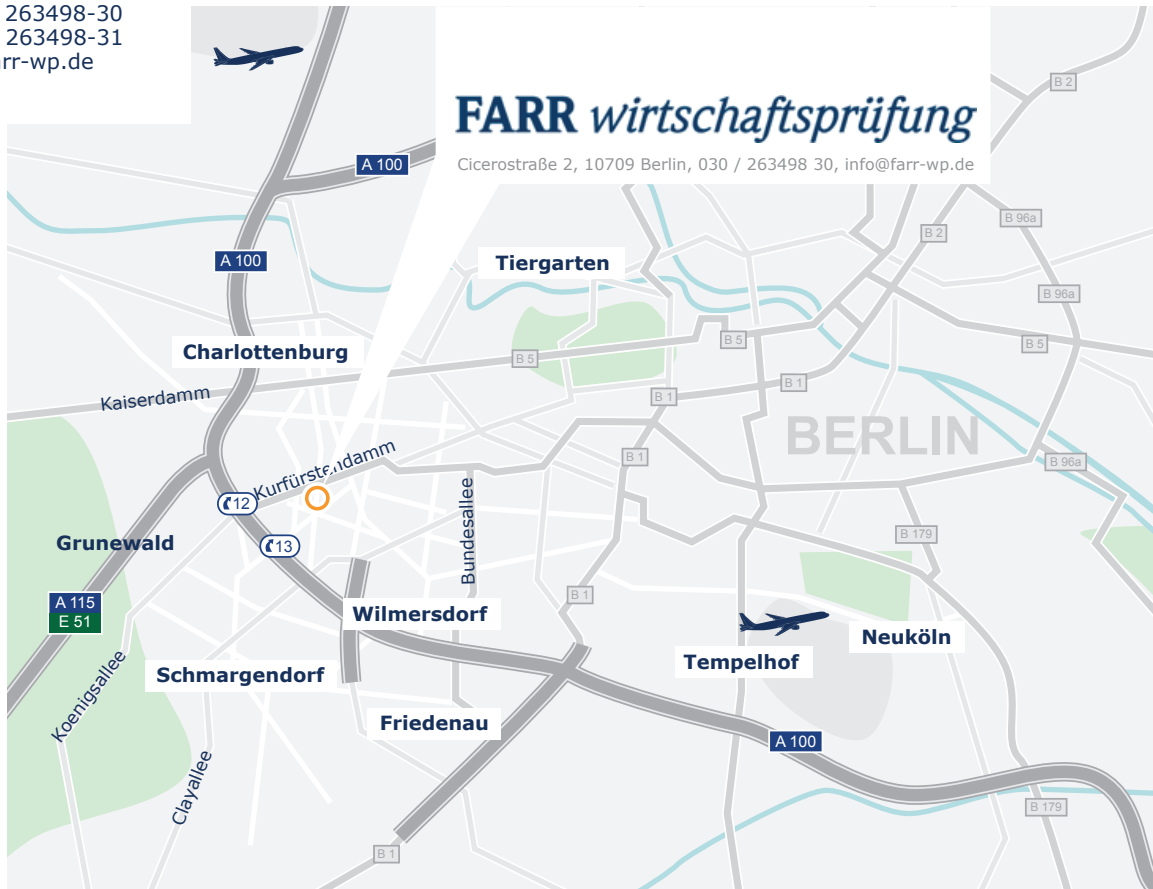 263498-30
263498-31
rr-wp.de
FARR wirtschaftsprüfung
Cicerostraße 2, 10709 Berlin, 030 / 263498 30, info@farr-wp.de
B 2
A 100
B 96a
B 2
A 100
Tiergarten
B 96a
B 5
B 5
Charlottenburg
B 5
B 1
Kaiserdamm
B 1
BERLIN
Kurfürstendamm
B 1
B 96a
12
Bundesallee
Grunewald
13
B 179
A 115
E 51
B 1
Wilmersdorf
Neuköln
Tempelhof
Schmargendorf
Koenigsallee
Friedenau
A 100
Clayallee
B 179
B 1